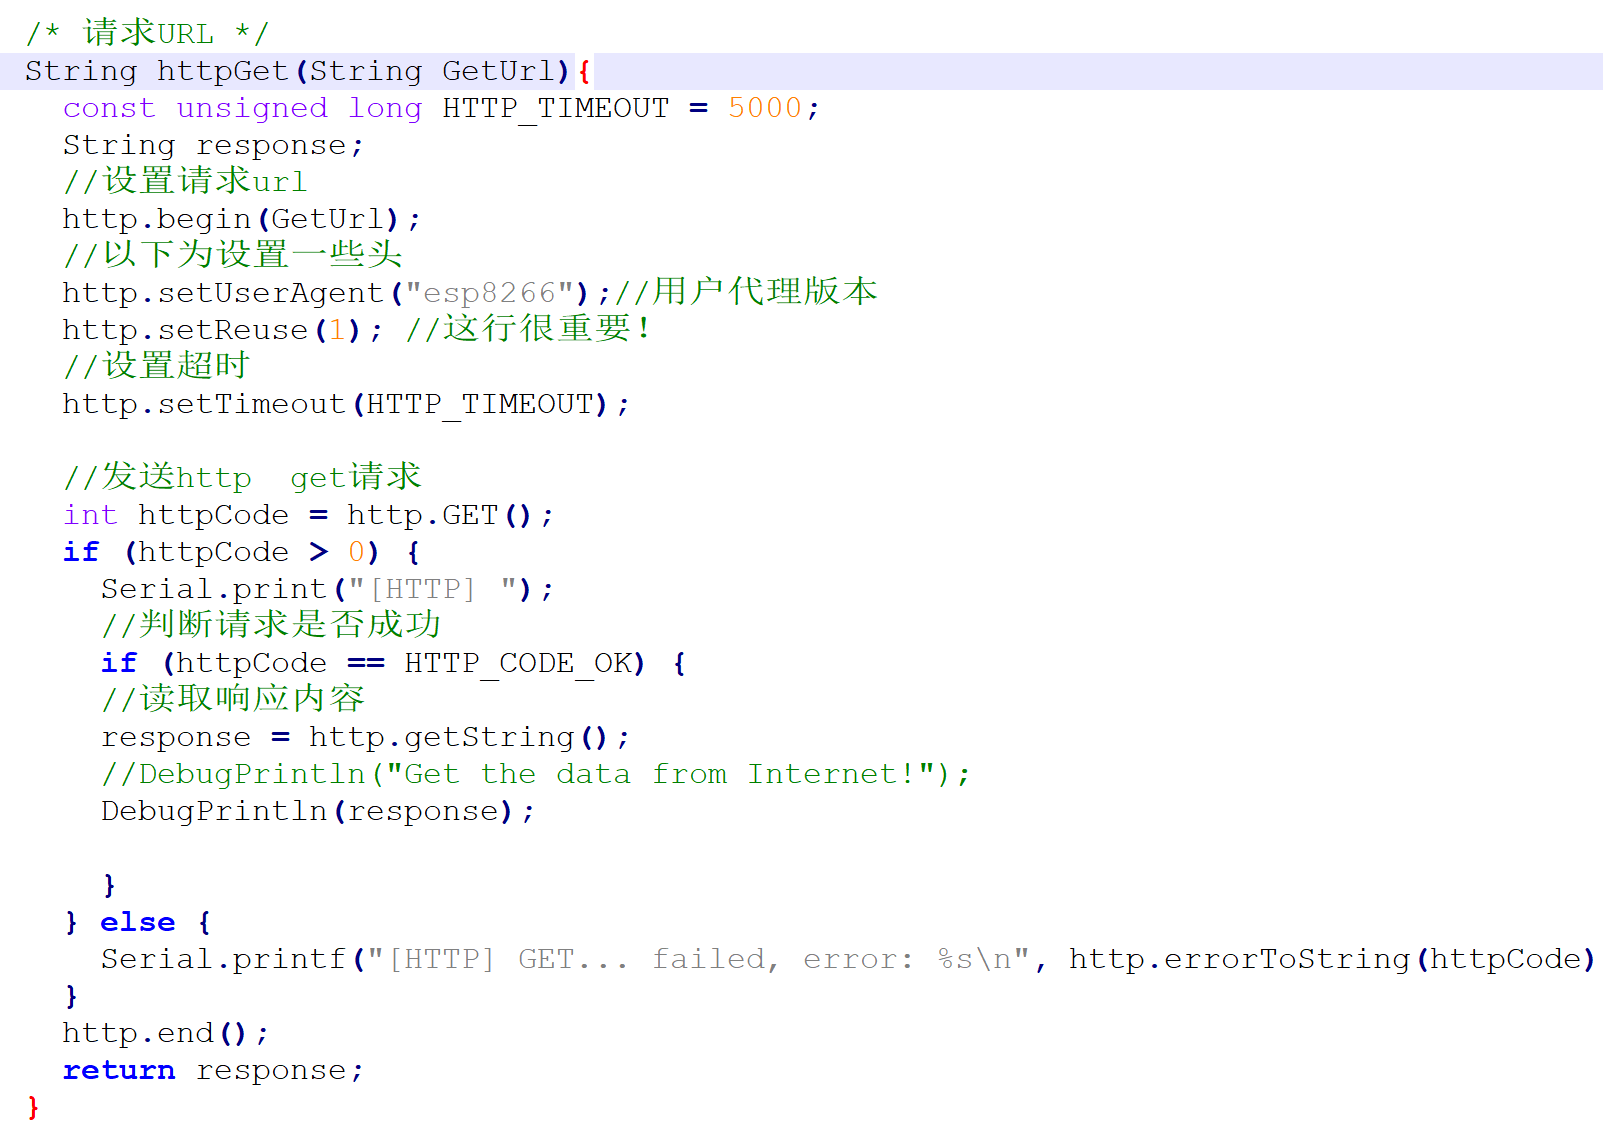 /* 请求URL */
String httpGet(String GetUrl){
const unsigned long HTTP_TIMEOUT = 5000;
String response;
//设置请求url
http.begin(GetUrl);
//以下为设置一些头
http.setUserAgent("esp8266");//用户代理版本
http.setReuse(1); //这行很重要!
//设置超时
http.setTimeout(HTTP_TIMEOUT);
//发送http  get请求
int httpCode = http.GET();
if (httpCode > 0) {
Serial.print("[HTTP] ");
//判断请求是否成功
if (httpCode == HTTP_CODE_OK) {
//读取响应内容
response = http.getString();
//DebugPrintln("Get the data from Internet!");
DebugPrintln(response);
}
} else {
Serial.printf("[HTTP] GET... failed, error: %s\n", http.errorToString(httpCode)
}
http.end();
return response;
}